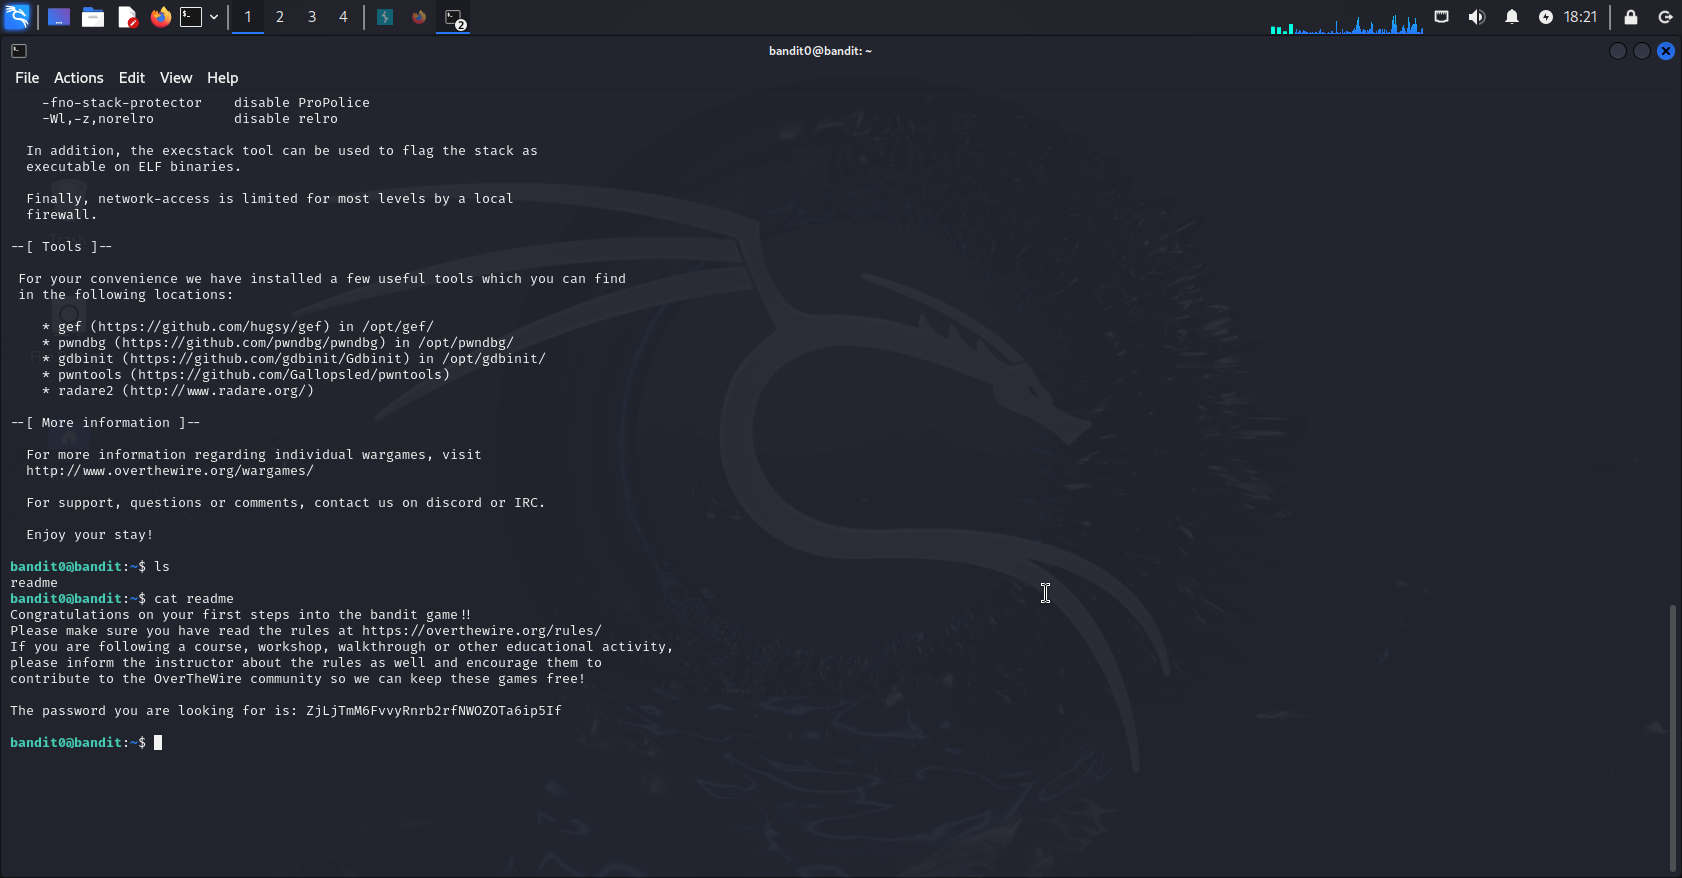 1 2 3 4 2 18:21
bandit0@bandit: ~
File Actions Edit View Help
-fno-stack-protector    disable ProPolice
-Wl,-z,norelro          disable relro
In addition, the execstack tool can be used to flag the stack as
executable on ELF binaries.
Finally, network-access is limited for most levels by a local
firewall.
--[ Tools ]--
For your convenience we have installed a few useful tools which you can find
in the following locations:
* gef (https://github.com/hugsy/gef) in /opt/gef/
* pwndbg (https://github.com/pwndbg/pwndbg) in /opt/pwndbg/
* gdbinit (https://github.com/gdbinit/Gdbinit) in /opt/gdbinit/
* pwntools (https://github.com/Gallopsled/pwntools)
* radare2 (http://www.radare.org/)
--[ More information ]--
For more information regarding individual wargames, visit
http://www.overthewire.org/wargames/
For support, questions or comments, contact us on discord or IRC.
Enjoy your stay!
bandit0@bandit:~$ ls
readme
bandit0@bandit:~$ cat readme
Congratulations on your first steps into the bandit game!!
Please make sure you have read the rules at https://overthewire.org/rules/
If you are following a course, workshop, walkthrough or other educational activity,
please inform the instructor about the rules as well and encourage them to
contribute to the OverTheWire community so we can keep these games free!
The password you are looking for is: ZjLjTmM6FvvyRnrb2rfNWOZOTa6ip5If
bandit0@bandit:~$